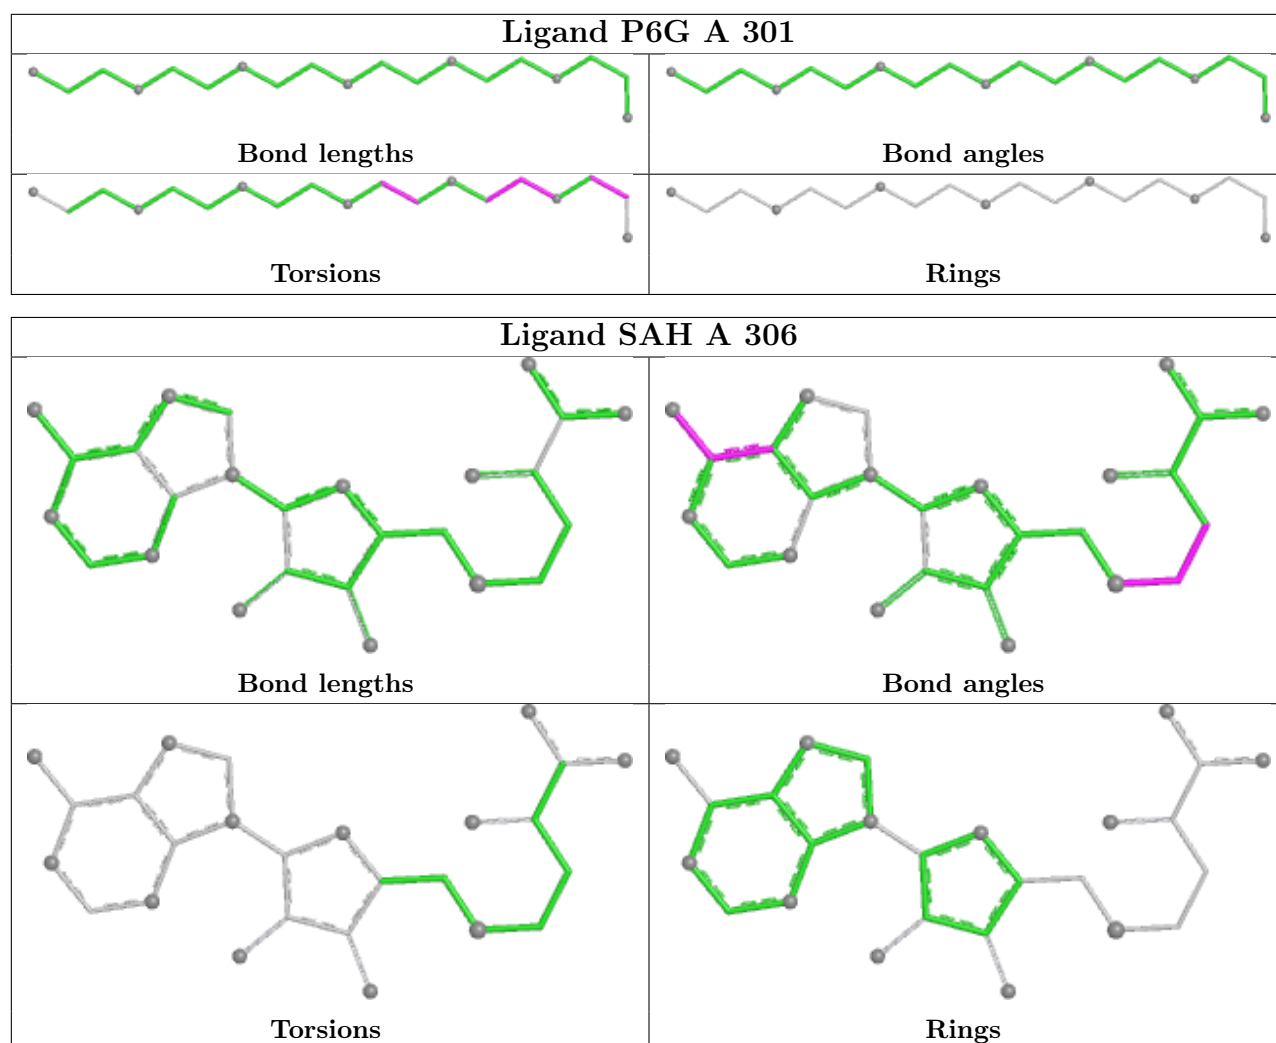 Ligand P6G A 301
Bond lengths
Bond angles
Torsions
Rings
Ligand SAH A 306
Bond lengths
Bond angles
Torsions
Rings